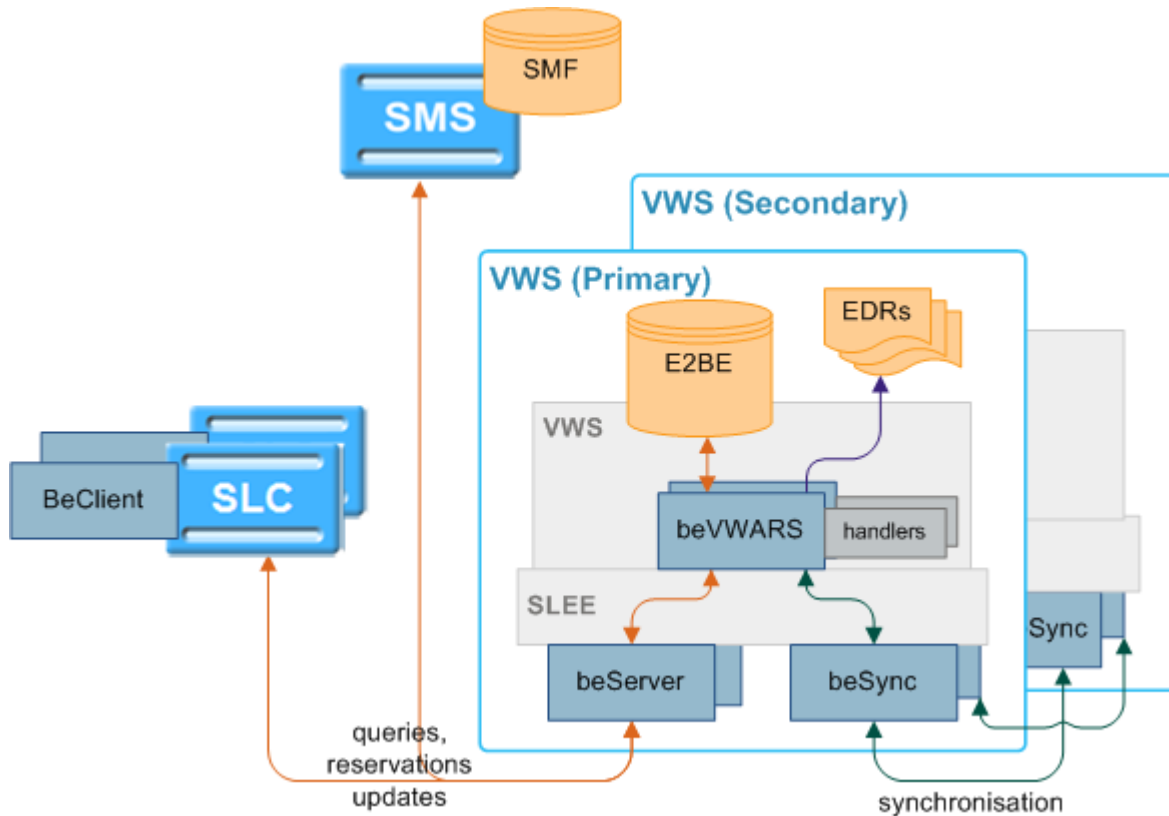 SMF
SMS
VWS (Secondary)
VWS (Primary)
EDRs
E2BE
VWS
BeClient
SLC
beVWARS
handlers
SLEE
Sync
beServer
beSync
queries,
reservations
updates
synchronisation